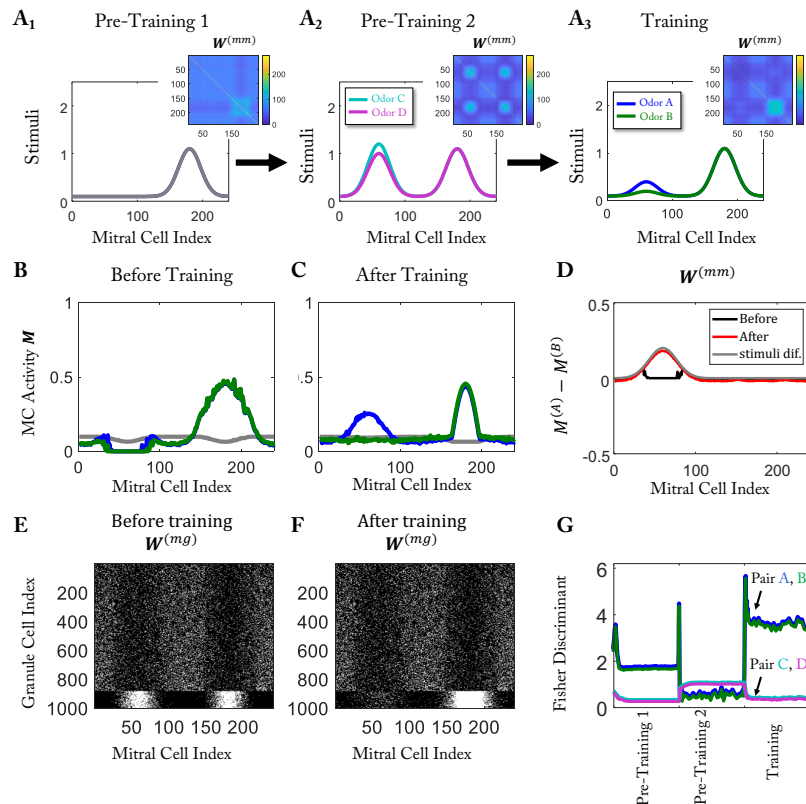 A1 Pre-Training 1
W(mm)
50
100
150
200
200
0
50 150
2
1
0
Stimuli
0 100 200
Mitral Cell Index
A2 Pre-Training 2
W(mm)
50
100
150
200
200
0
50 150
Odor C
Odor D
2
1
0
Stimuli
0 100 200
Mitral Cell Index
A3 Training
W(mm)
50
100
150
200
200
0
50 150
Odor A
Odor B
2
1
0
Stimuli
0 100 200
Mitral Cell Index
B Before Training
1
0.5
0
MC Activity M
0 100 200
Mitral Cell Index
C After Training
1
0.5
0
0 100 200
Mitral Cell Index
D W(mm)
0.5
0
-0.5
M(A) − M(B)
Before
After
stimuli dif.
0 100 200
Mitral Cell Index
E Before training
W(mg)
200
400
600
800
1000
Granule Cell Index
50 100 150 200
Mitral Cell Index
F After training
W(mg)
200
400
600
800
1000
50 100 150 200
Mitral Cell Index
G
6
4
2
0
Fisher Discriminant
Pair A, B
Pair C, D
Pre-Training 1
Pre-Training 2
Training